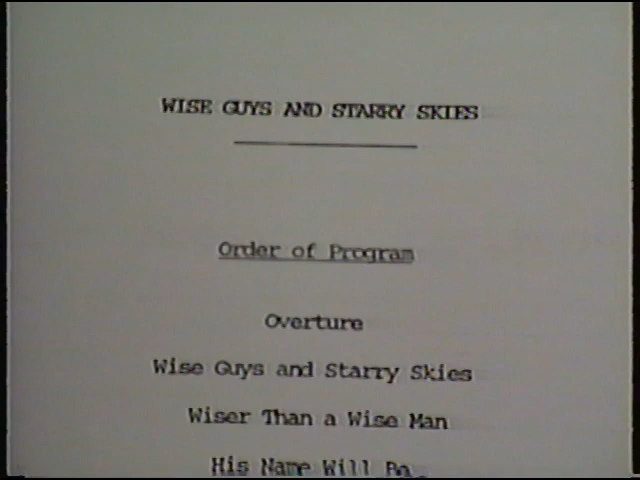 WISE GUYS AND STARRY SKIES
Order of Program
Overture
Wise Guys and Starry Skies
Wiser Than a Wise Man
His Name Will